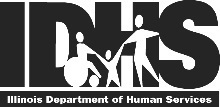 IDHS
Illinois Department of Human Services